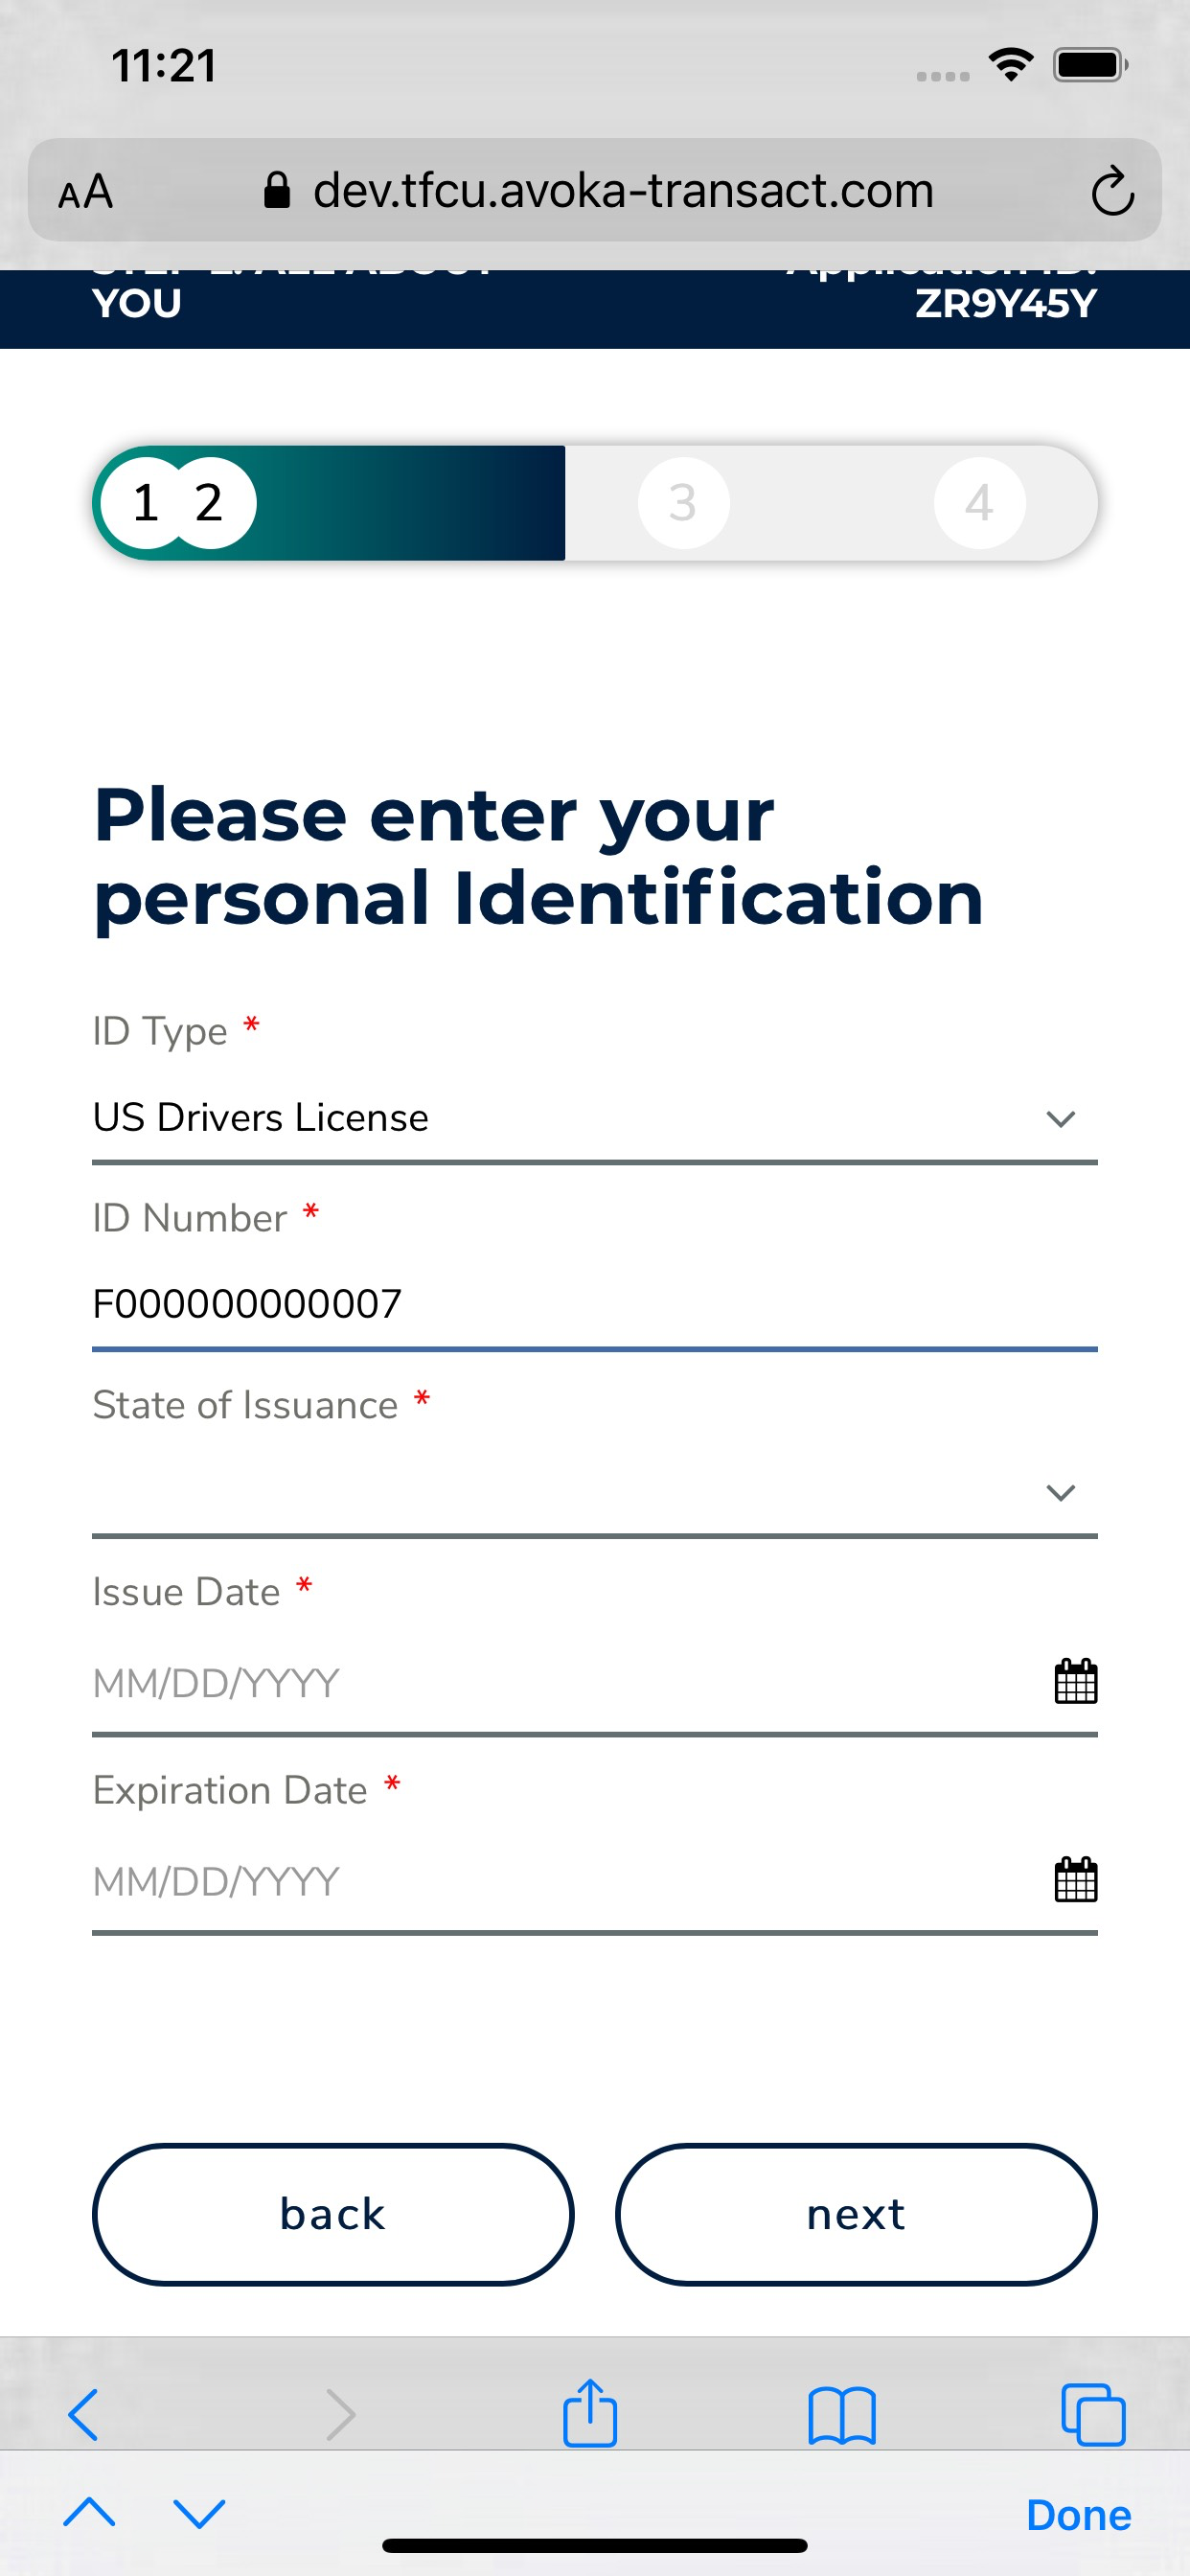 11:21
AA
dev.tfcu.avoka-transact.com
YOU
Application ID:
ZR9Y45Y
1 2 3 4
Please enter your
personal Identification
ID Type *
US Drivers License
ID Number *
F000000000007
State of Issuance *
Issue Date *
MM/DD/YYYY
Expiration Date *
MM/DD/YYYY
back
next
Done